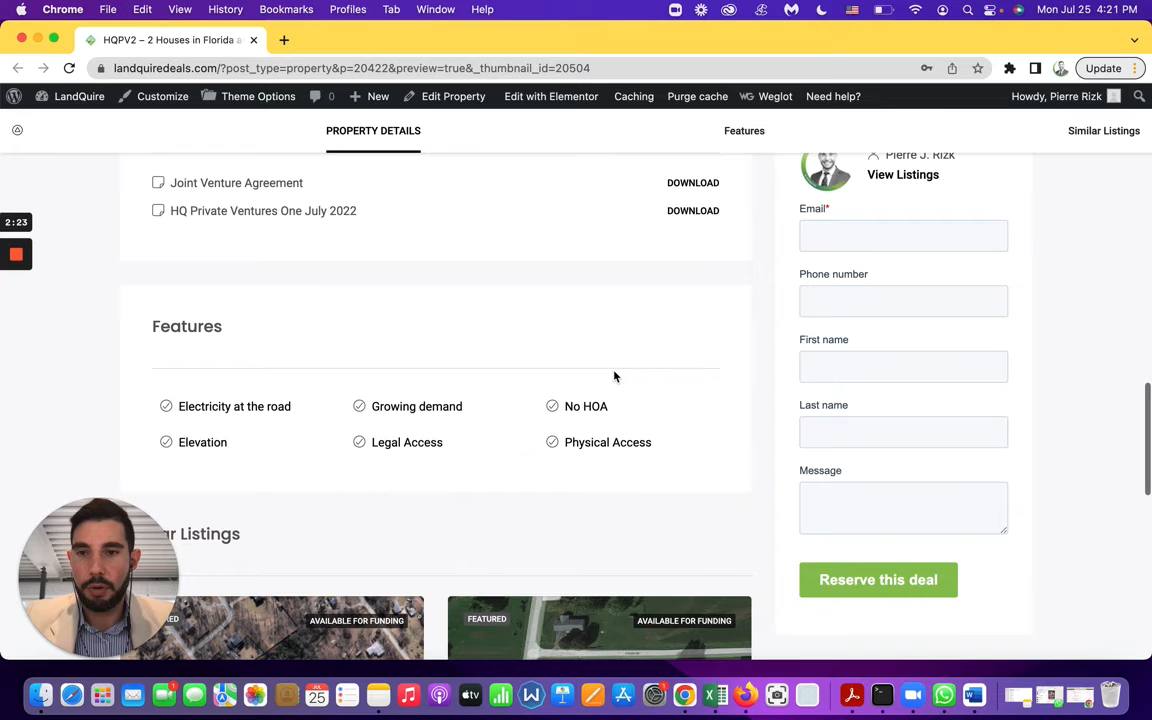 Chrome File Edit View History Bookmarks Profiles Tab Window Help Mon Jul 25 4:21 PM
HQPV2 – 2 Houses in Florida a
landquiredeals.com/?post_type=property&p=20422&preview=true&_thumbnail_id=20504 Update
LandQuire Customize Theme Options 0 New Edit Property Edit with Elementor Caching Purge cache Weglot Need help? Howdy, Pierre Rizk
PROPERTY DETAILS Features Similar Listings
Joint Venture Agreement DOWNLOAD
HQ Private Ventures One July 2022 DOWNLOAD
Pierre J. Rizk
View Listings
Email*
Phone number
First name
Last name
Message
Reserve this deal
2:23
Features
Electricity at the road Growing demand No HOA
Elevation Legal Access Physical Access
ar Listings
AVAILABLE FOR FUNDING
FEATURED AVAILABLE FOR FUNDING
JUL
25
tv